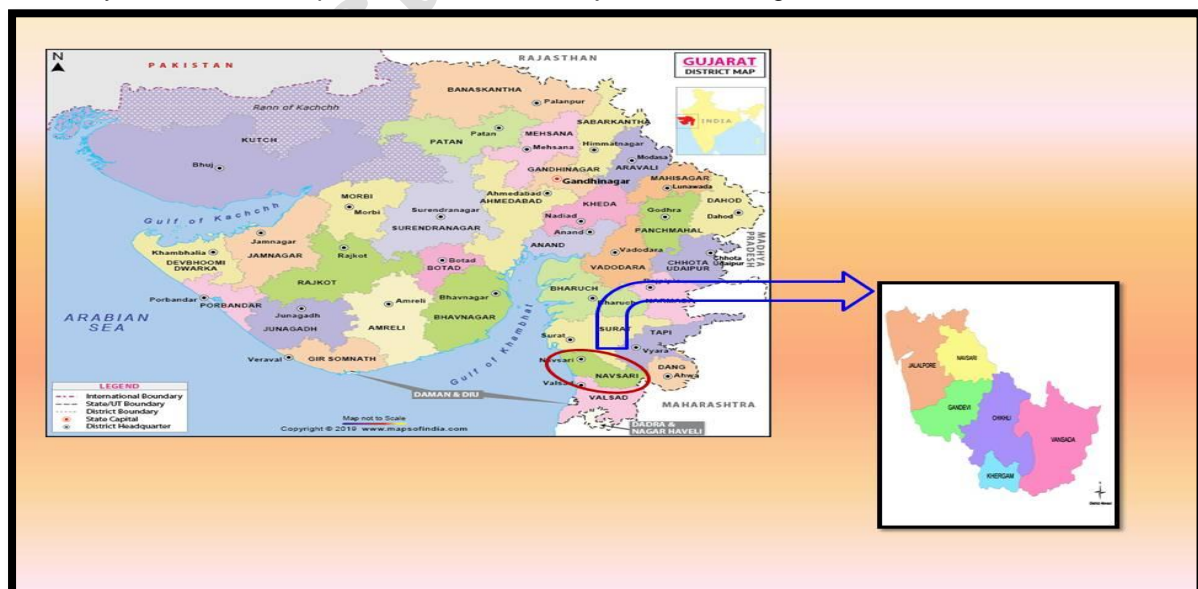 N
PAKISTAN
RAJASTHAN
GUJARAT
DISTRICT MAP
INDIA
BANASKANTHA
Palanpur
Rann of Kachchh
KUTCH
Bhuj
Patan
PATAN
MEHSANA
Mehsana
SABARKANTHA
Himmatnagar
Modasa
ARAVALI
GANDHINAGAR
Gandhinagar
MAHISAGAR
Lunawada
MORBI
Morbi
Surendranagar
SURENDRANAGAR
Ahmedabad
AHMEDABAD
KHEDA
Nadiad
Godhra
PANCHMAHAL
DAHOD
Dahod
Gulf of Kachchh
Jamnagar
JAMNAGAR
Khambhalia
DEVBHOOMI
DWARKA
Rajkot
RAJKOT
Botad
BOTAD
Anand
ANAND
Vadodara
VADODARA
CHHOTA
UDAIPUR
Chhota
Udaipur
MADHYA
PRADESH
Porbandar
PORBANDAR
Junagadh
JUNAGADH
Amreli
AMRELI
Bhavnagar
BHAVNAGAR
BHARUCH
Bharuch
ARABIAN
SEA
Veraval
GIR SOMNATH
Gulf of Khambhat
Surat
SURAT
TAPI
Vyara
Navsari
NAVSARI
DANG
Ahwa
Valsad
VALSAD
MAHARASHTRA
DAMAN & DIU
DADRA &
NAGAR HAVELI
LEGEND
International Boundary
State/UT Boundary
District Boundary
State Capital
District Headquarter
Map not to Scale
Copyright © 2019 www.mapsofindia.com
JALALPORE
NAVSARI
GANDEVI
CHIKHLI
VANSADA
KHERGAM